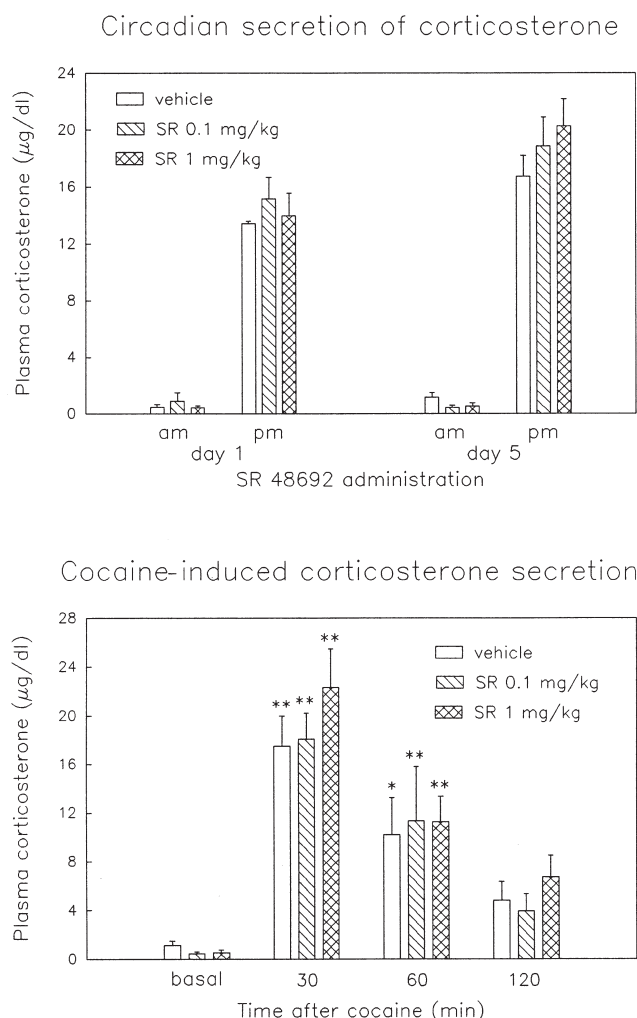 Circadian secretion of corticosterone
Plasma corticosterone (μg/dl)
24
20
16
12
8
4
0
vehicle
SR 0.1 mg/kg
SR 1 mg/kg
am pm am pm
day 1 day 5
SR 48692 administration
Cocaine-induced corticosterone secretion
Plasma corticosterone (μg/dl)
28
24
20
16
12
8
4
0
vehicle
SR 0.1 mg/kg
SR 1 mg/kg
** ** **
* ** **
basal 30 60 120
Time after cocaine (min)